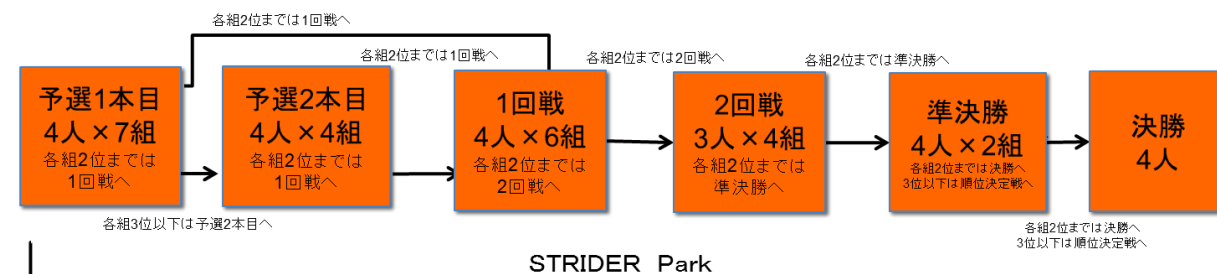 各組2位までは1回戦へ
各組2位までは1回戦へ
各組2位までは2回戦へ
各組2位までは準決勝へ
予選1本目
4人×7組
各組2位までは
1回戦へ
予選2本目
4人×4組
各組2位までは
1回戦へ
1回戦
4人×6組
各組2位までは
2回戦へ
2回戦
3人×4組
各組2位までは
準決勝へ
準決勝
4人×2組
各組2位までは決勝へ
3位以下は順位決定戦へ
決勝
4人
各組3位以下は予選2本目へ
各組2位までは決勝へ
3位以下は順位決定戦へ
STRIDER Park